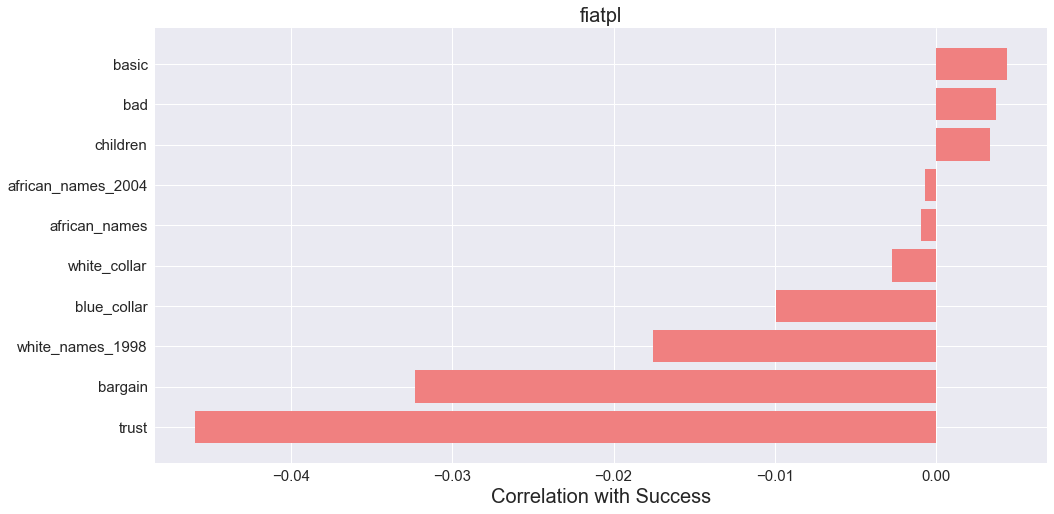 fiatpl
basic
bad
children
african_names_2004
african_names
white_collar
blue_collar
white_names_1998
bargain
trust
−0.04 −0.03 −0.02 −0.01 0.00
Correlation with Success